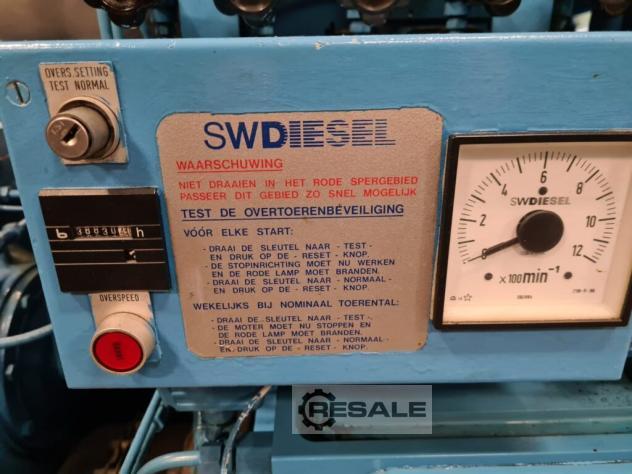 OVERS. SETTING
TEST NORMAL
h
OVERSPEED
SWDIESEL
WAARSCHUWING
NIET DRAAIEN IN HET RODE SPERGEBIED
PASSEER DIT GEBIED ZO SNEL MOGELIJK
TEST DE OVERTOERENBEVEILIGING
VÓÓR ELKE START:
- DRAAI DE SLEUTEL NAAR - TEST -
EN DRUK OP DE - RESET - KNOP.
- DE STOPINRICHTING MOET NU WERKEN
EN DE RODE LAMP MOET BRANDEN.
- DRAAI DE SLEUTEL NAAR - NORMAAL -
EN DRUK OP DE - RESET - KNOP.
WEKELIJKS BIJ NOMINAAL TOERENTAL:
- DRAAI DE SLEUTEL NAAR - TEST -.
- DE MOTER MOET NU STOPPEN EN
DE RODE LAMP MOET BRANDEN.
- DRAAI DE SLEUTEL NAAR - NORMAAL -
EN DRUK OP DE - RESET - KNOP.
0 2 4 6 8 10 12
SWDIESEL
x100min⁻¹
RESALE